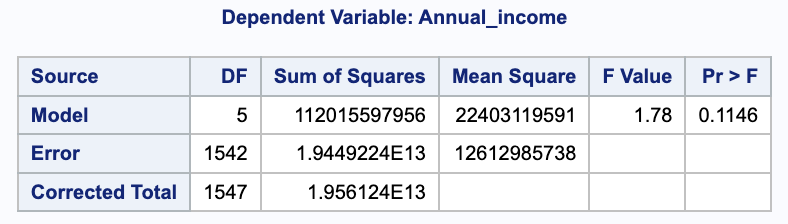 Dependent Variable: Annual_income
Source DF Sum of Squares Mean Square F Value Pr > F
Model 5 112015597956 22403119591 1.78 0.1146
Error 1542 1.9449224E13 12612985738
Corrected Total 1547 1.956124E13